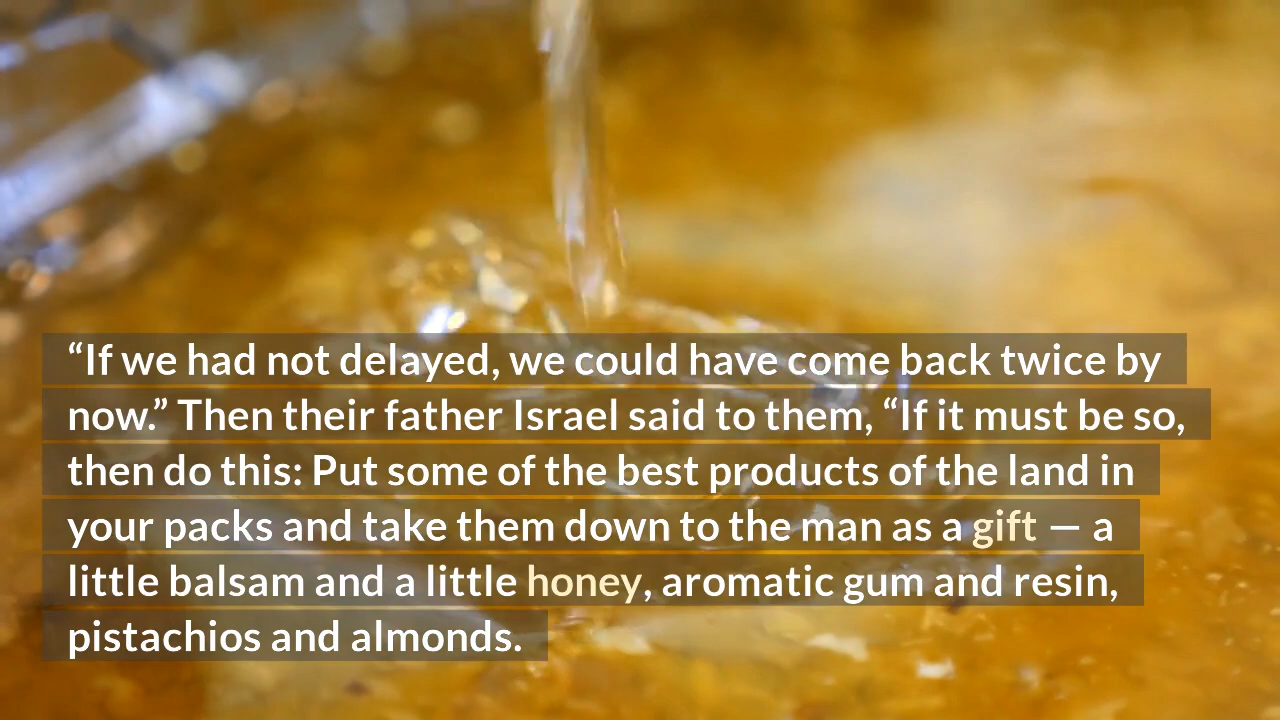 “If we had not delayed, we could have come back twice by
now.” Then their father Israel said to them, “If it must be so,
then do this: Put some of the best products of the land in
your packs and take them down to the man as a gift — a
little balsam and a little honey, aromatic gum and resin,
pistachios and almonds.